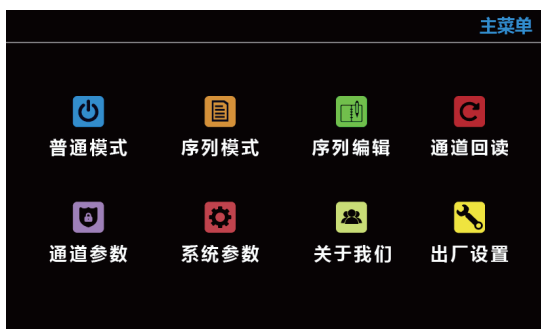 主菜单
普通模式 序列模式 序列编辑 通道回读
通道参数 系统参数 关于我们 出厂设置